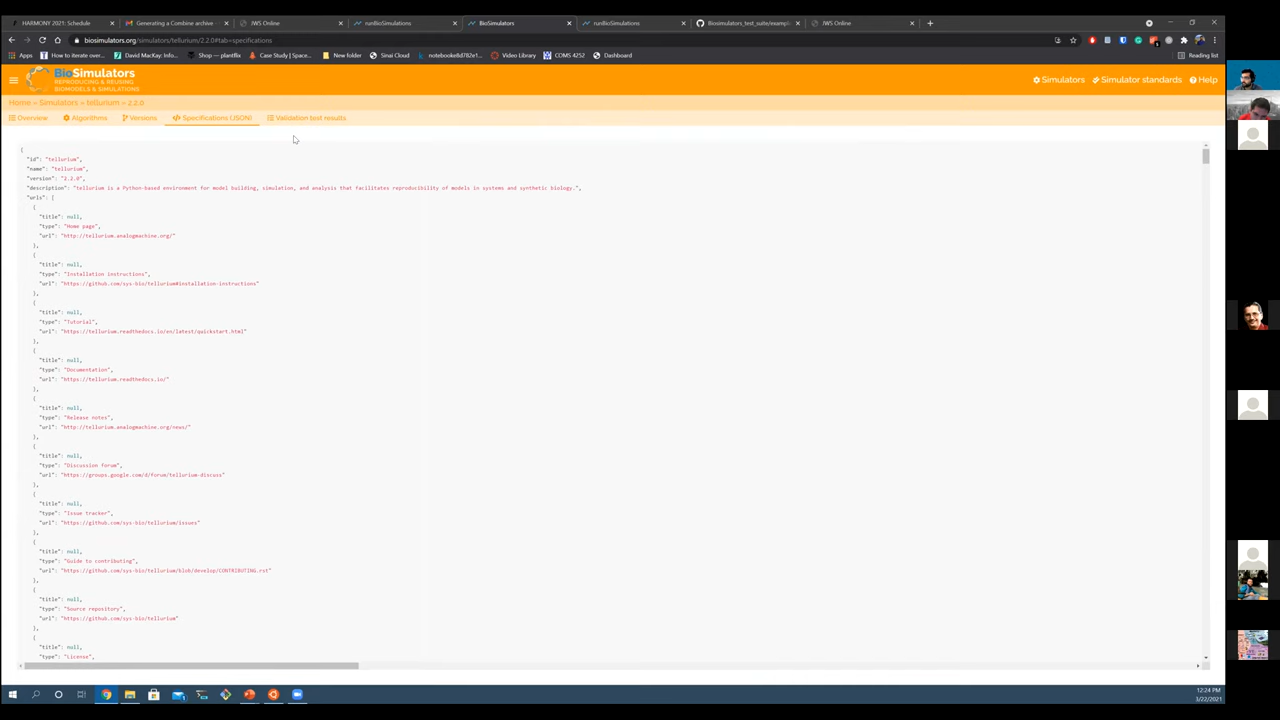 HARMONY 2021: Schedule
Generating a Combine archive
JWS Online
runBioSimulations
BioSimulators
runBioSimulations
Biosimulators_test_suite/exampl
JWS Online
biosimulators.org/simulators/tellurium/2.2.0#tab=specifications
Apps
How to iterate over...
David MacKay: Info...
Shop — plantflix
Case Study | Space...
New folder
Sinai Cloud
notebooke8d782e1...
Video Library
COMS 4252
Dashboard
Reading list
BioSimulators
REPRODUCING & REUSING
BIOMODELS & SIMULATIONS
Simulators
Simulator standards
Help
Home » Simulators » tellurium » 2.2.0
Overview
Algorithms
Versions
Specifications (JSON)
Validation test results
{
"id": "tellurium",
"name": "tellurium",
"version": "2.2.0",
"description": "tellurium is a Python-based environment for model building, simulation, and analysis that facilitates reproducibility of models in systems and synthetic biology.",
"urls": [
{
"title": null,
"type": "Home page",
"url": "http://tellurium.analogmachine.org/"
},
{
"title": null,
"type": "Installation instructions",
"url": "https://github.com/sys-bio/tellurium#installation-instructions"
},
{
"title": null,
"type": "Tutorial",
"url": "https://tellurium.readthedocs.io/en/latest/quickstart.html"
},
{
"title": null,
"type": "Documentation",
"url": "https://tellurium.readthedocs.io/"
},
{
"title": null,
"type": "Release notes",
"url": "http://tellurium.analogmachine.org/news/"
},
{
"title": null,
"type": "Discussion forum",
"url": "https://groups.google.com/d/forum/tellurium-discuss"
},
{
"title": null,
"type": "Issue tracker",
"url": "https://github.com/sys-bio/tellurium/issues"
},
{
"title": null,
"type": "Guide to contributing",
"url": "https://github.com/sys-bio/tellurium/blob/develop/CONTRIBUTING.rst"
},
{
"title": null,
"type": "Source repository",
"url": "https://github.com/sys-bio/tellurium"
},
{
"title": null,
"type": "License",
12:24 PM
3/22/2021